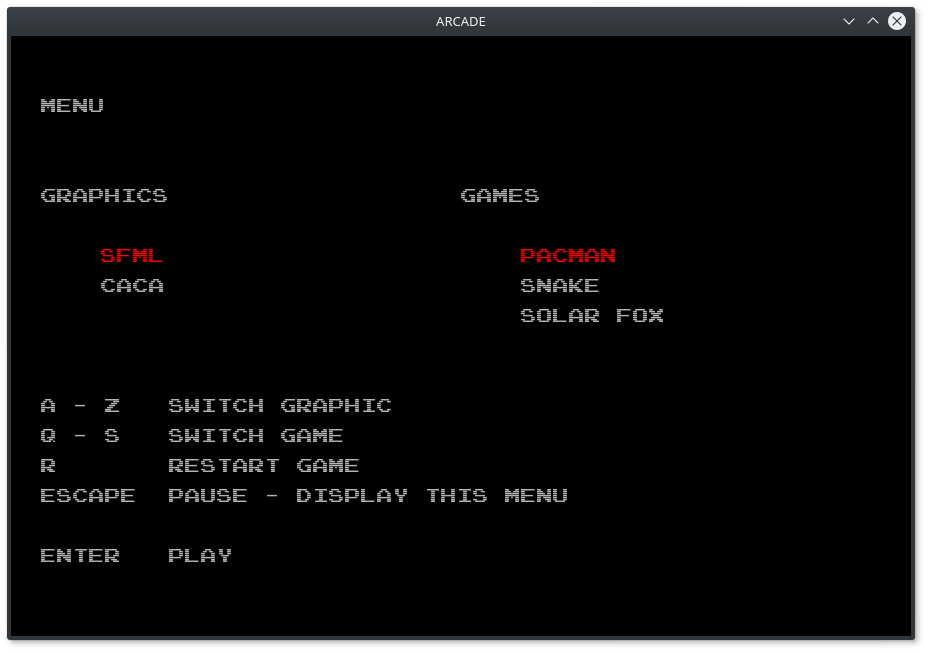 ARCADE
MENU
GRAPHICS GAMES
SFML PACMAN
CACA SNAKE
SOLAR FOX
A - Z SWITCH GRAPHIC
Q - S SWITCH GAME
R RESTART GAME
ESCAPE PAUSE - DISPLAY THIS MENU
ENTER PLAY